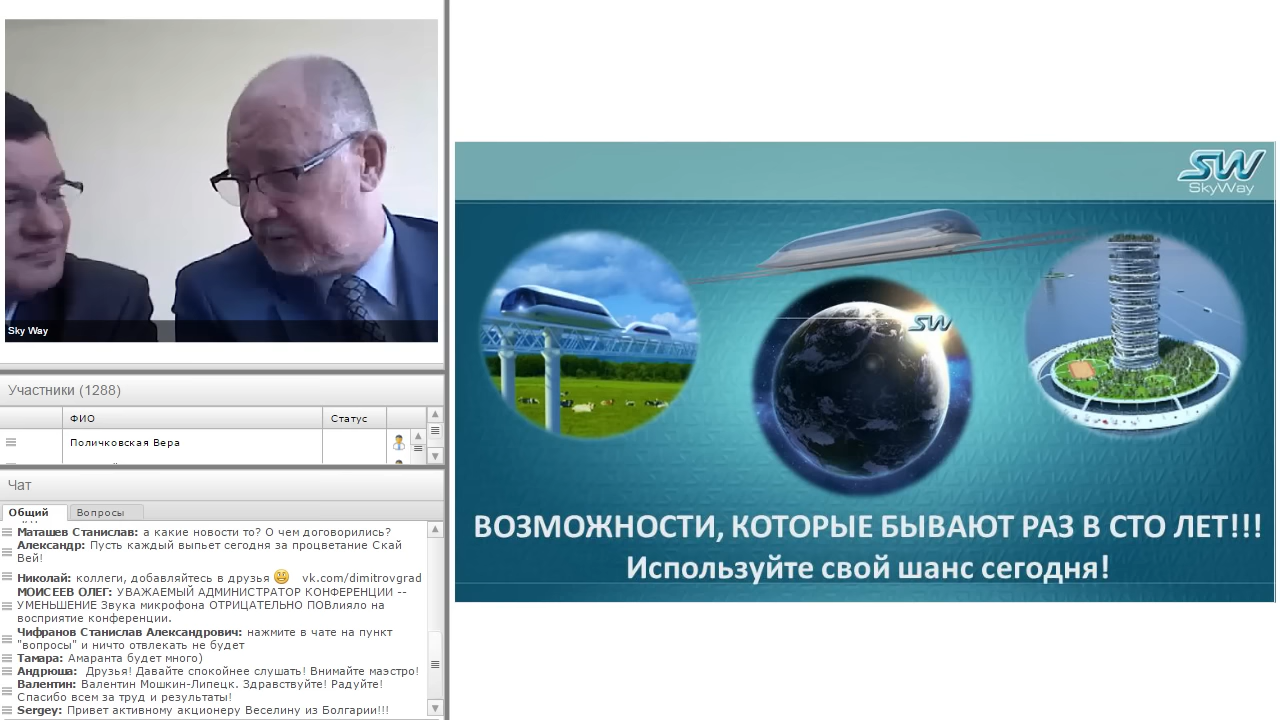 Sky Way
Участники (1288)
ФИО
Статус
Поличковская Вера
Чат
Общий
Вопросы
Маташев Станислав: а какие новости то? О чем договорились?
Александр: Пусть каждый выпьет сегодня за процветание Скай
Вей!
Николай: коллеги, добавляйтесь в друзья vk.com/dimitrovgrad
МОИСЕЕВ ОЛЕГ: УВАЖАЕМЫЙ АДМИНИСТРАТОР КОНФЕРЕНЦИИ --
УМЕНЬШЕНИЕ Звука микрофона ОТРИЦАТЕЛЬНО ПОВлияло на
восприятие конференции.
Чифранов Станислав Александрович: нажмите в чате на пункт
"вопросы" и ничто отвлекать не будет
Тамара: Амаранта будет много)
Андрюша: Друзья! Давайте спокойнее слушать! Внимайте маэстро!
Валентин: Валентин Мошкин-Липецк. Здравствуйте! Радуйте!
Спасибо всем за труд и результаты!
Sergey: Привет активному акционеру Веселину из Болгарии!!!
SW
SkyWay
SW
ВОЗМОЖНОСТИ, КОТОРЫЕ БЫВАЮТ РАЗ В СТО ЛЕТ!!!
Используйте свой шанс сегодня!